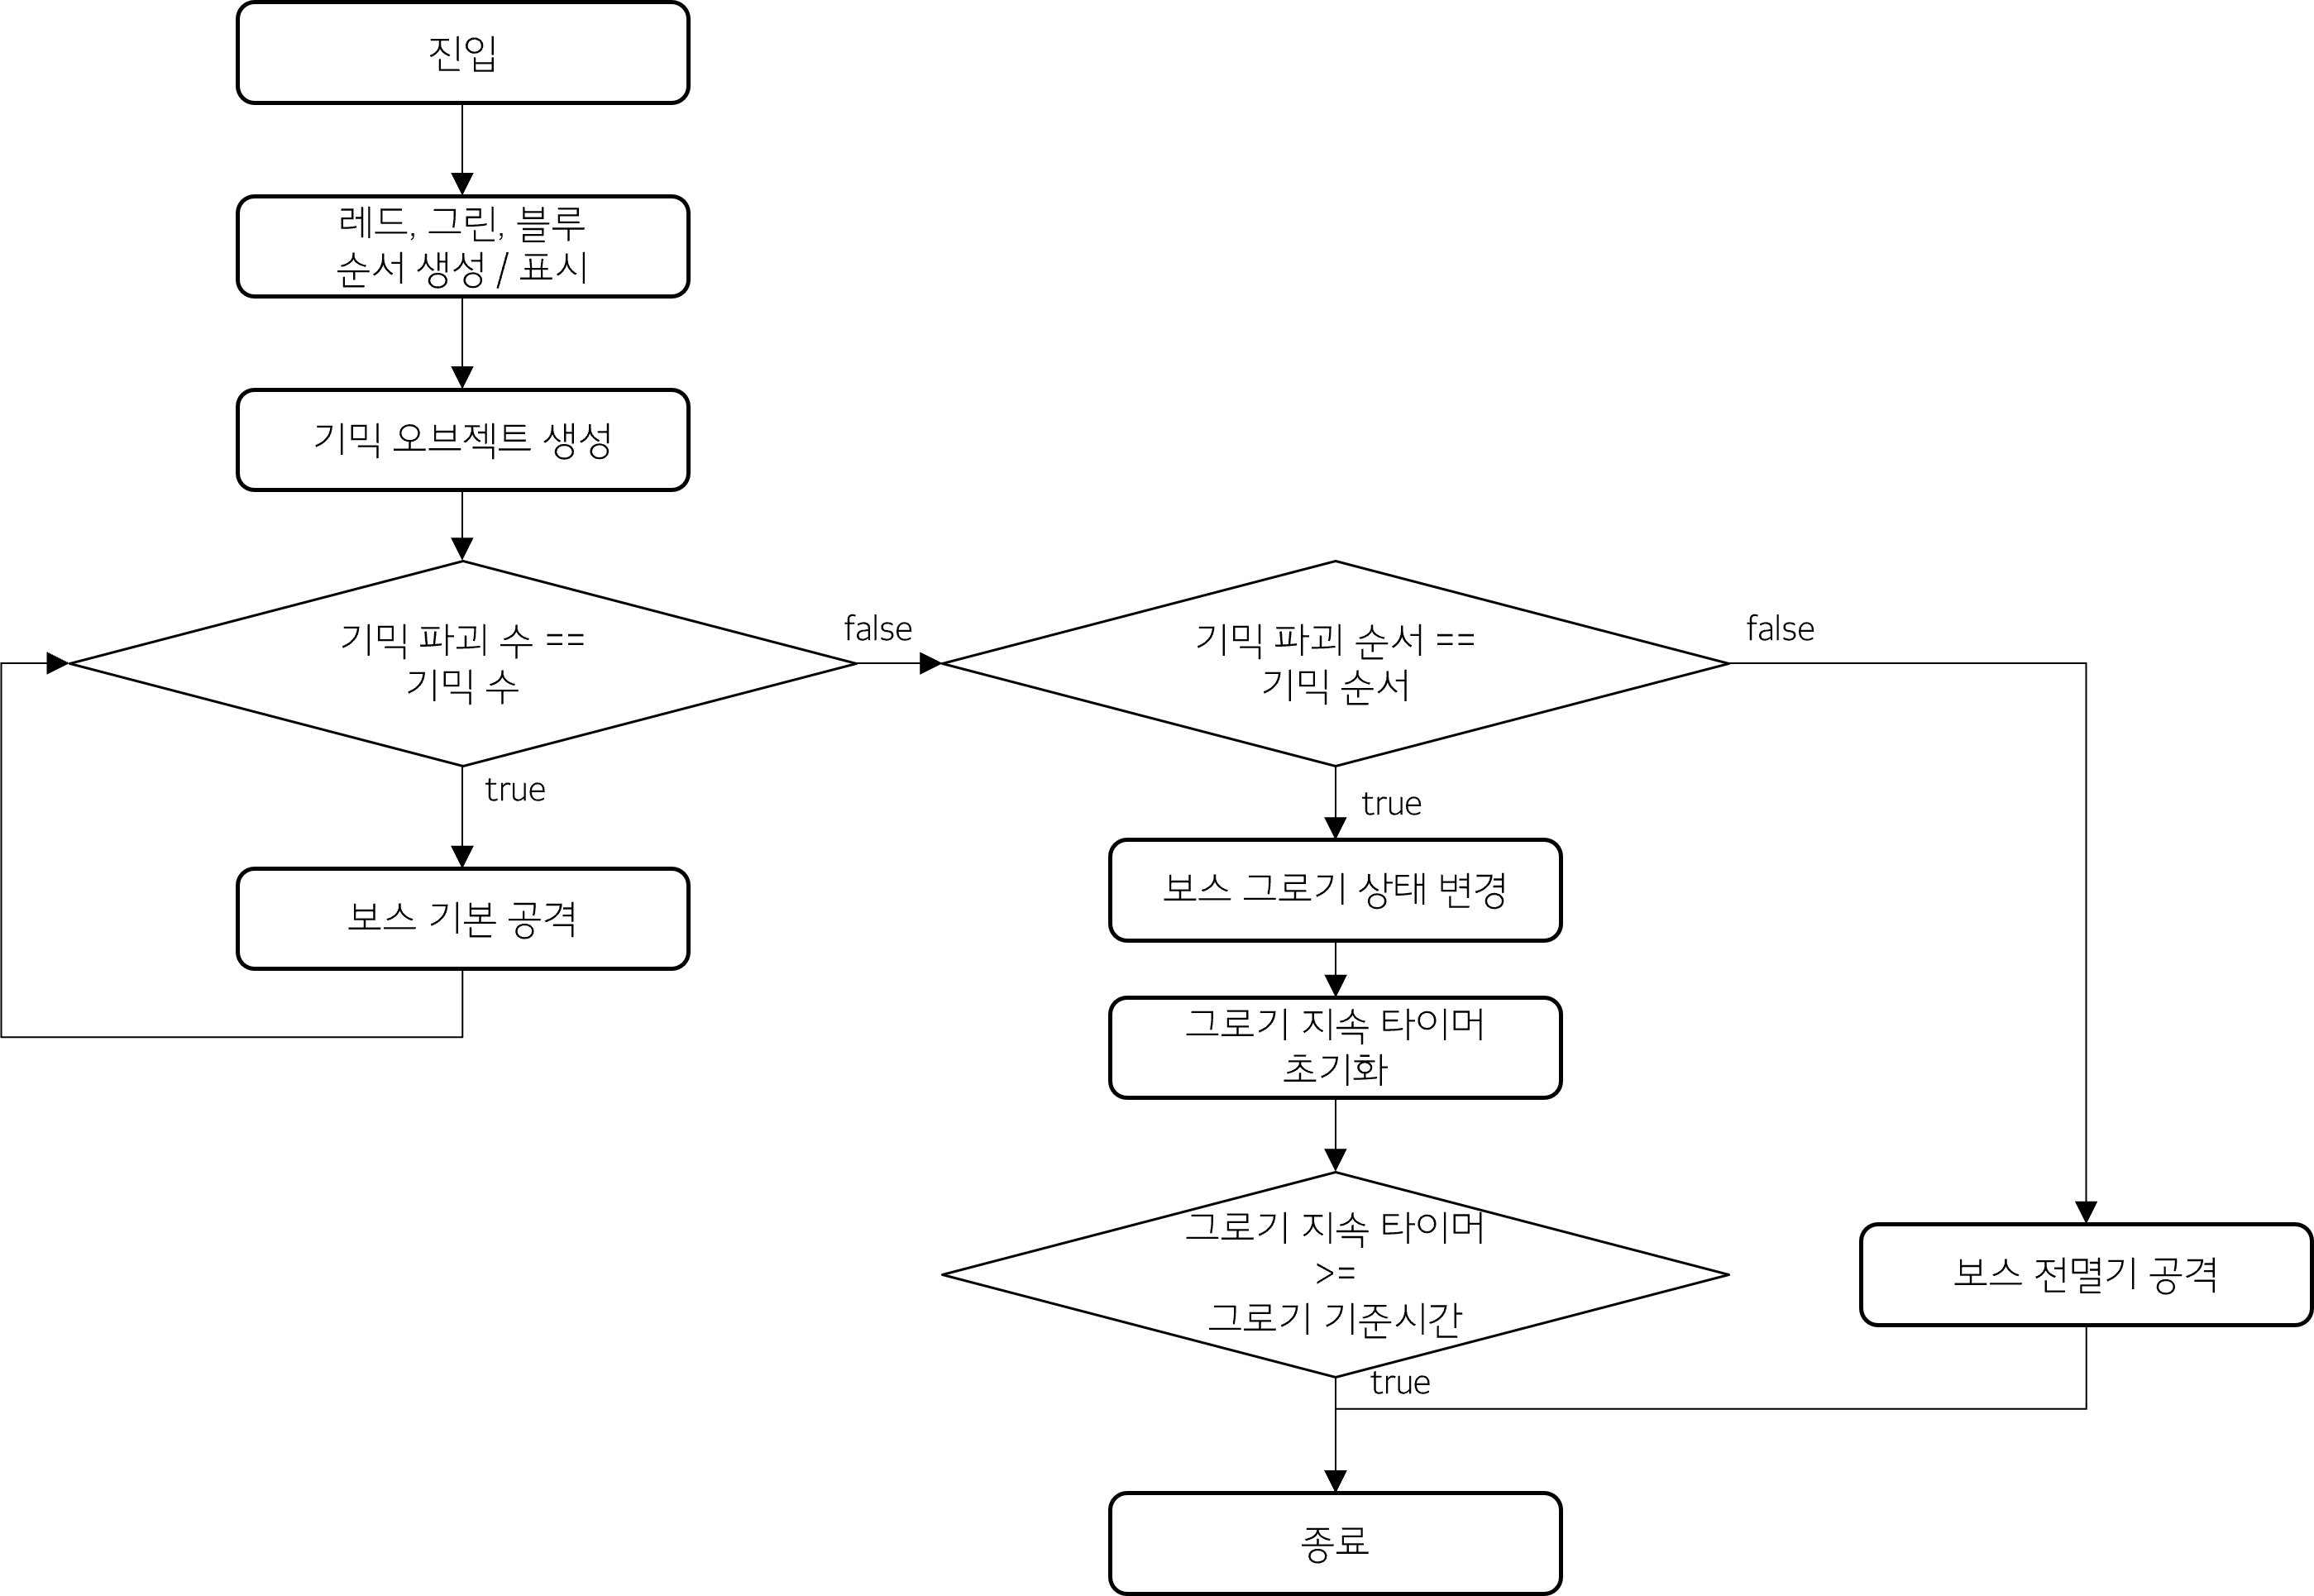 진입
레드, 그린, 블루
순서 생성 / 표시
기믹 오브젝트 생성
기믹 파괴 수 ==
기믹 수
false
기믹 파괴 순서 ==
기믹 순서
false
true
보스 기본 공격
true
보스 그로기 상태 변경
그로기 지속 타이머
초기화
그로기 지속 타이머
>=
그로기 기준시간
보스 전멸기 공격
true
종료